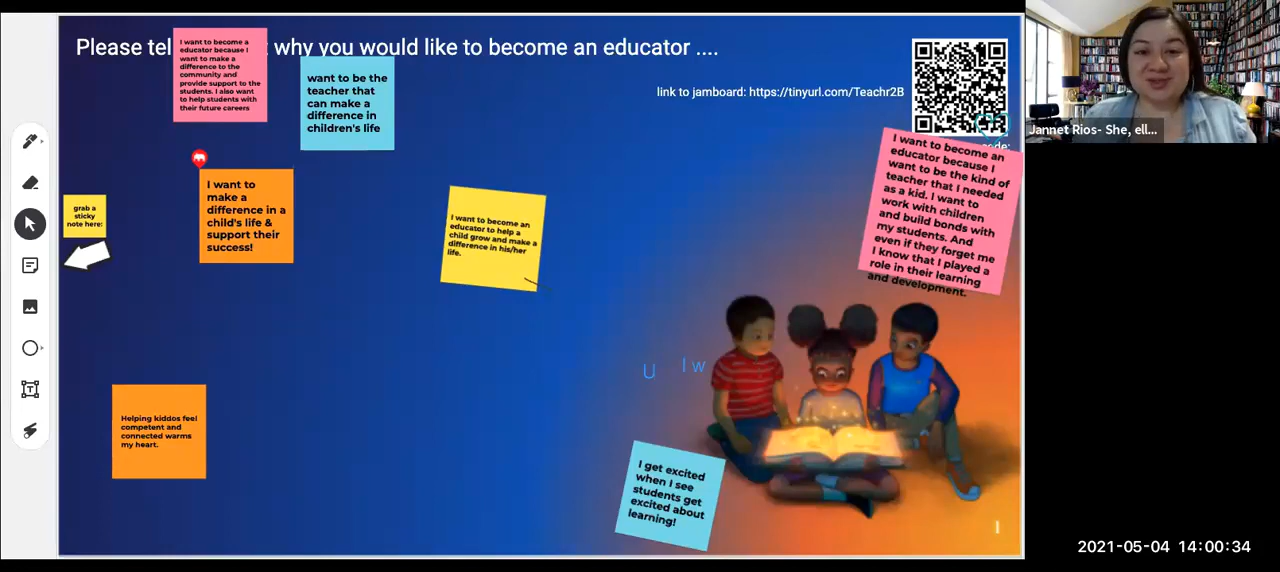 Please tel
why you would like to become an educator ....
I want to become a
educator because I
want to make a
difference to the
community and
provide support to the
students. I also want
to help students with
their future careers
want to be the
teacher that
can make a
difference in
children's life
link to jamboard: https://tinyurl.com/Teachr2B
Jannet Rios- She, ell...
ode:
I want to become an
educator because I
want to be the kind of
teacher that I needed
as a kid. I want to
work with children
and build bonds with
my students. And
even if they forget me
I know that I played a
role in their learning
and development.
I want to
make a
difference in a
child's life &
support their
success!
grab a
sticky
note here:
I want to become an
educator to help a
child grow and make a
difference in his/her
life.
U
I w
Helping kiddos feel
competent and
connected warms
my heart.
I get excited
when I see
students get
excited about
learning!
I
2021-05-04 14:00:34